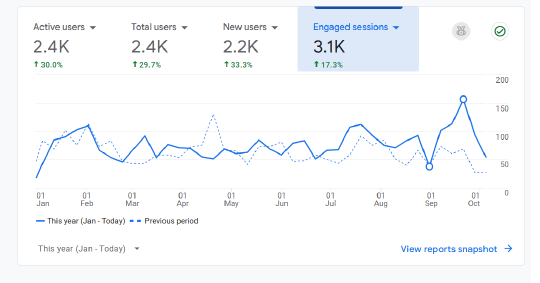 Active users
Total users
New users
Engaged sessions
2.4K
2.4K
2.2K
3.1K
30.0%
29.7%
33.3%
17.3%
200
150
100
50
0
01 01 01 01 01 01 01 01 01 01
Jan Feb Mar Apr May Jun Jul Aug Sep Oct
This year (Jan - Today) Previous period
This year (Jan - Today)
View reports snapshot